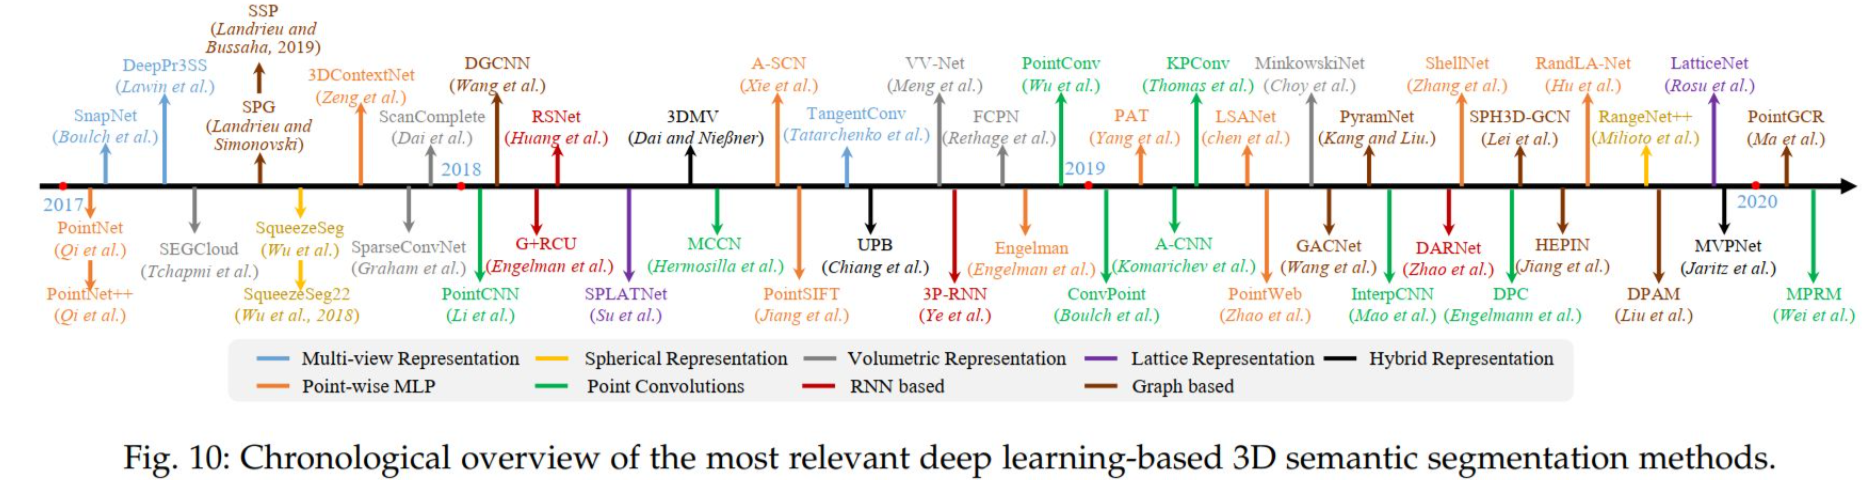 SSP
(Landrieu and
Bussaha, 2019)
DeepPr3SS
(Lawin et al.)
3DContextNet
(Zeng et al.)
DGCNN
(Wang et al.)
A-SCN
(Xie et al.)
VV-Net
(Meng et al.)
PointConv
(Wu et al.)
KPConv
(Thomas et al.)
MinkowskiNet
(Choy et al.)
ShellNet
(Zhang et al.)
RandLA-Net
(Hu et al.)
LatticeNet
(Rosu et al.)
SnapNet
(Boulch et al.)
SPG
(Landrieu and
Simonovski)
ScanComplete
(Dai et al.)
RSNet
(Huang et al.)
3DMV
(Dai and Nießner)
TangentConv
(Tatarchenko et al.)
FCPN
(Rethage et al.)
PAT
(Yang et al.)
LSANet
(chen et al.)
PyramNet
(Kang and Liu.)
SPH3D-GCN
(Lei et al.)
RangeNet++
(Milioto et al.)
PointGCR
(Ma et al.)
2017
2018
2019
2020
PointNet
(Qi et al.)
SEGCloud
(Tchapmi et al.)
SqueezeSeg
(Wu et al.)
SparseConvNet
(Graham et al.)
G+RCU
(Engelman et al.)
MCCN
(Hermosilla et al.)
UPB
(Chiang et al.)
Engelman
(Engelman et al.)
A-CNN
(Komarichev et al.)
GACNet
(Wang et al.)
DARNet
(Zhao et al.)
HEPIN
(Jiang et al.)
MVPNet
(Jaritz et al.)
PointNet++
(Qi et al.)
SqueezeSeg22
(Wu et al., 2018)
PointCNN
(Li et al.)
SPLATNet
(Su et al.)
PointSIFT
(Jiang et al.)
3P-RNN
(Ye et al.)
ConvPoint
(Boulch et al.)
PointWeb
(Zhao et al.)
InterpCNN
(Mao et al.)
DPC
(Engelmann et al.)
DPAM
(Liu et al.)
MPRM
(Wei et al.)
Multi-view Representation
Spherical Representation
Volumetric Representation
Lattice Representation
Hybrid Representation
Point-wise MLP
Point Convolutions
RNN based
Graph based
Fig. 10: Chronological overview of the most relevant deep learning-based 3D semantic segmentation methods.